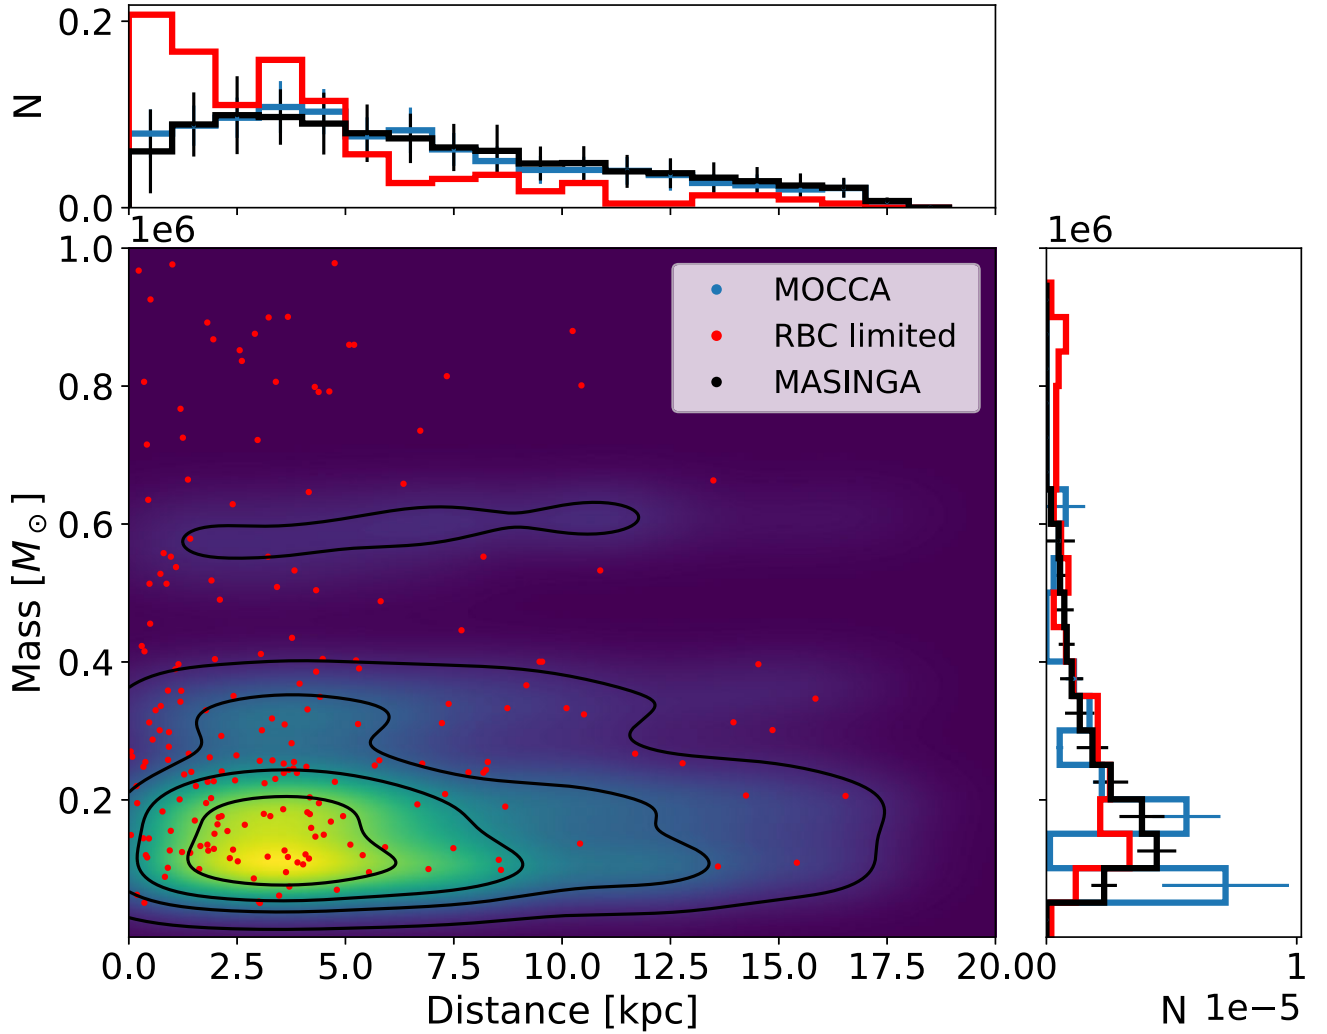 0.2
N
0.0
1e6
1e6
1.0
MOCCA
RBC limited
MASINGA
0.8
0.6
Mass [M⊙]
0.4
0.2
0.0 2.5 5.0 7.5 10.0 12.5 15.0 17.5 20.0
0 1
Distance [kpc]
N 1e−5